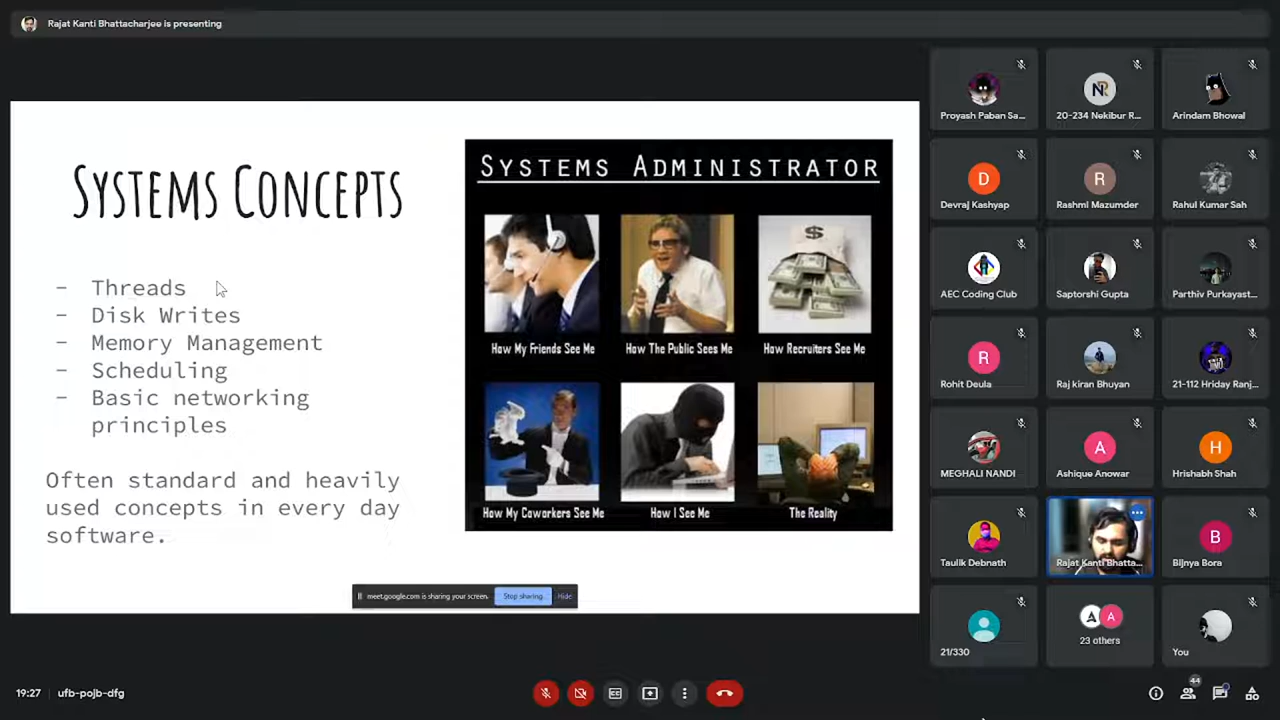 Rajat Kanti Bhattacharjee is presenting
SYSTEMS CONCEPTS
- Threads
- Disk Writes
- Memory Management
- Scheduling
- Basic networking
principles
Often standard and heavily
used concepts in every day
software.
SYSTEMS ADMINISTRATOR
$
How My Friends See Me
How The Public Sees Me
How Recruiters See Me
How My Coworkers See Me
How I See Me
The Reality
meet.google.com is sharing your screen.
Stop sharing
Hide
Proyash Paban Sa...
NR
20-234 Nekibur R...
Arindam Bhowal
D
Devraj Kashyap
R
Rashmi Mazumder
Rahul Kumar Sah
AEC Coding Club
Saptorshi Gupta
Parthiv Purkayast...
R
Rohit Deula
Raj kiran Bhuyan
21-112 Hriday Ranj...
MEGHALI NANDI
A
Ashique Anowar
H
Hrishabh Shah
Taulik Debnath
Rajat Kanti Bhatta...
B
Bijnya Bora
21/330
A
A
23 others
You
19:27
ufb-pojb-dfg
44